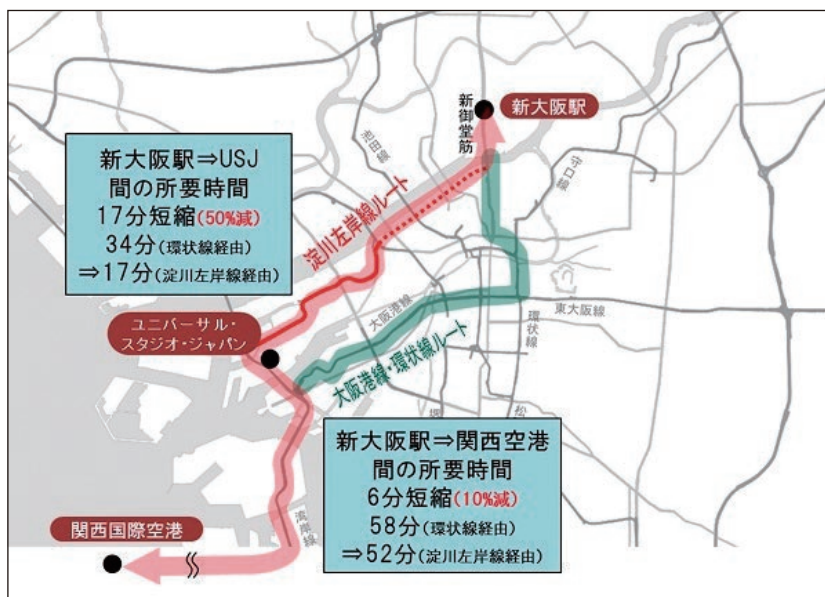 新大阪駅
新御堂筋
池田線
守口線
新大阪駅⇒USJ
間の所要時間
17分短縮(50%減)
34分(環状線経由)
⇒17分(淀川左岸線経由)
淀川左岸線ルート
大阪港線
東大阪線
環状線
ユニバーサル・
スタジオ・ジャパン
大阪港線・環状線ルート
堺
松
新大阪駅⇒関西空港
間の所要時間
6分短縮(10%減)
58分(環状線経由)
⇒52分(淀川左岸線経由)
湾岸線
関西国際空港